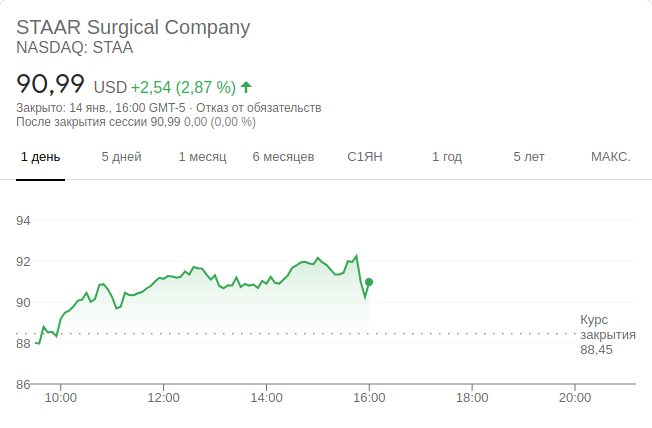 STAAR Surgical Company
NASDAQ: STAA
90,99 USD +2,54 (2,87 %)
Закрыто: 14 янв., 16:00 GMT-5 · Отказ от обязательств
После закрытия сессии 90,99 0,00 (0,00 %)
1 день 5 дней 1 месяц 6 месяцев С1ЯН 1 год 5 лет МАКС.
94
92
90
Курс
закрытия
88,45
88
86
10:00 12:00 14:00 16:00 18:00 20:00